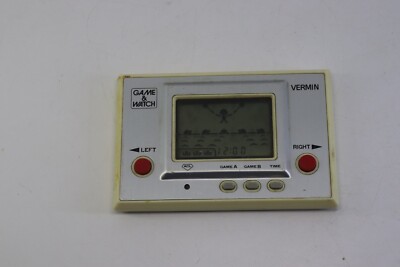 GAME
&
WATCH
VERMIN
LEFT
RIGHT
GAME A GAME B TIME